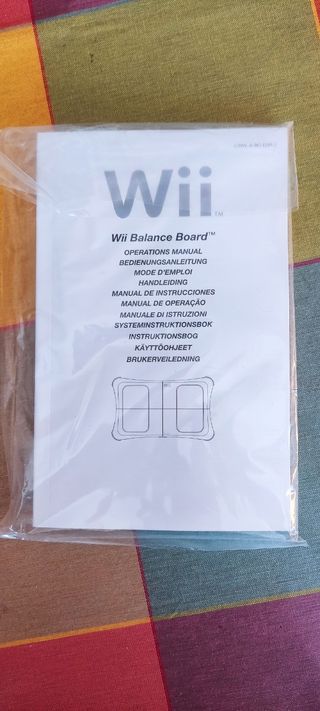 Wii™
Wii Balance Board™
OPERATIONS MANUAL
BEDIENUNGSANLEITUNG
MODE D'EMPLOI
HANDLEIDING
MANUAL DE INSTRUCCIONES
MANUAL DE OPERAÇÃO
MANUALE DI ISTRUZIONI
SYSTEMINSTRUKTIONSBOK
INSTRUKTIONSBOG
KÄYTTÖOHJEET
BRUKERVEILEDNING